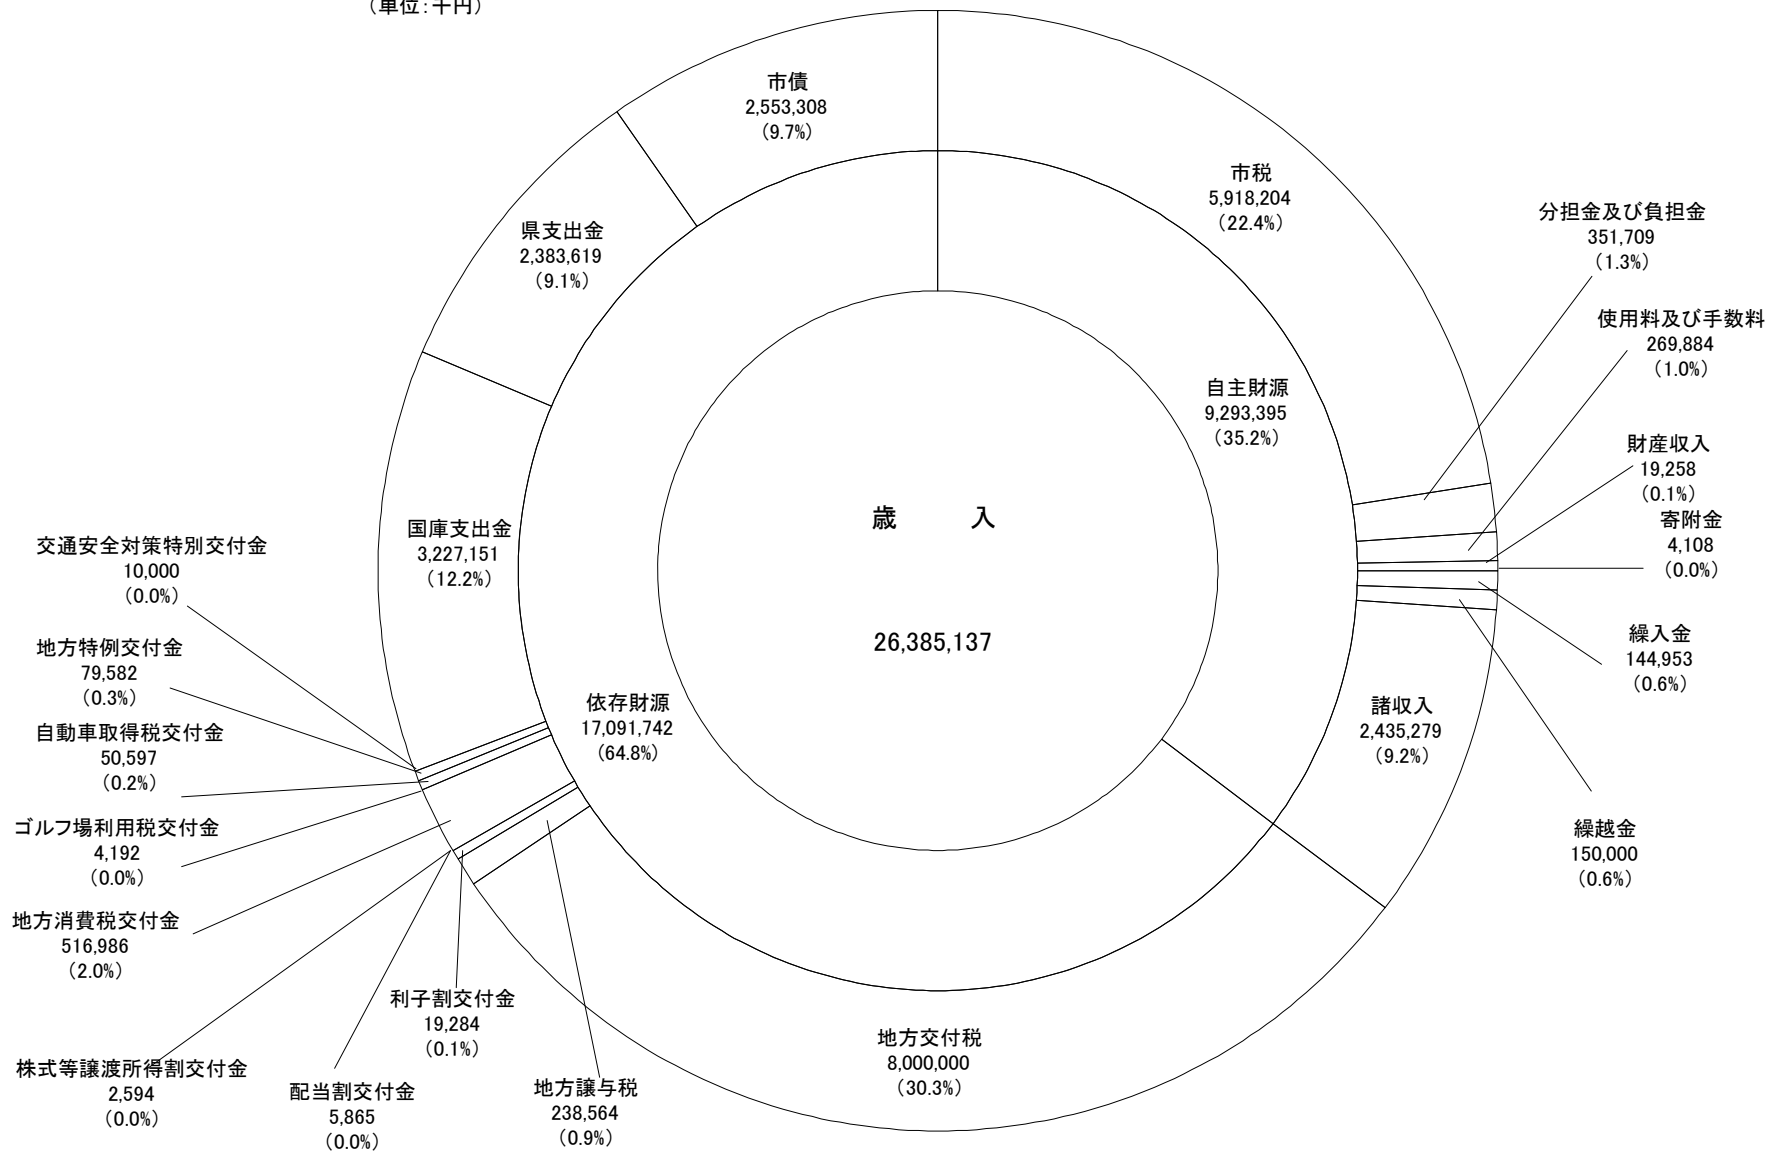 （単位：千円）
市債
2,553,308
（9.7%）
市税
5,918,204
（22.4%）
分担金及び負担金
351,709
（1.3%）
県支出金
2,383,619
（9.1%）
使用料及び手数料
269,884
（1.0%）
自主財源
9,293,395
（35.2%）
財産収入
19,258
（0.1%）
寄附金
4,108
（0.0%）
歳　入
26,385,137
国庫支出金
3,227,151
（12.2%）
交通安全対策特別交付金
10,000
（0.0%）
地方特例交付金
79,582
（0.3%）
繰入金
144,953
（0.6%）
依存財源
17,091,742
（64.8%）
諸収入
2,435,279
（9.2%）
自動車取得税交付金
50,597
（0.2%）
ゴルフ場利用税交付金
4,192
（0.0%）
繰越金
150,000
（0.6%）
地方消費税交付金
516,986
（2.0%）
利子割交付金
19,284
（0.1%）
地方交付税
8,000,000
（30.3%）
株式等譲渡所得割交付金
2,594
（0.0%）
配当割交付金
5,865
（0.0%）
地方譲与税
238,564
（0.9%）